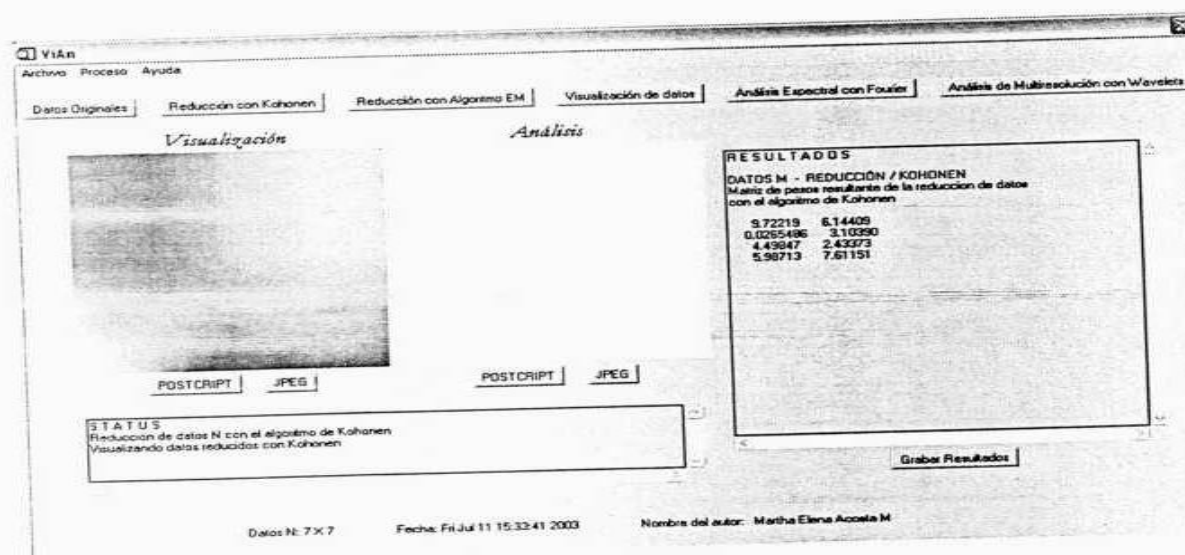 ViAn
Archivo Proceso Ayuda
Datos Originales Reducción con Kohonen Reducción con Algoritmo EM Visualización de datos Análisis Espectral con Fourier Análisis de Multiresolución con Wavelets
Visualización
Análisis
POSTCRIPT JPEG
POSTCRIPT JPEG
RESULTADOS
DATOS M - REDUCCIÓN / KOHONEN
Matriz de pesos resultante de la reduccion de datos
con el algoritmo de Kohonen
9.72219 6.14409
0.0265486 3.10390
4.49847 2.43373
5.98713 7.61151
Grabar Resultados
STATUS
Reducción de datos N con el algoritmo de Kohonen
Visualizando datos reducidos con Kohonen
Datos N: 7 X 7 Fecha: Fri Jul 11 15:33:41 2003 Nombre del autor: Martha Elena Acosta M